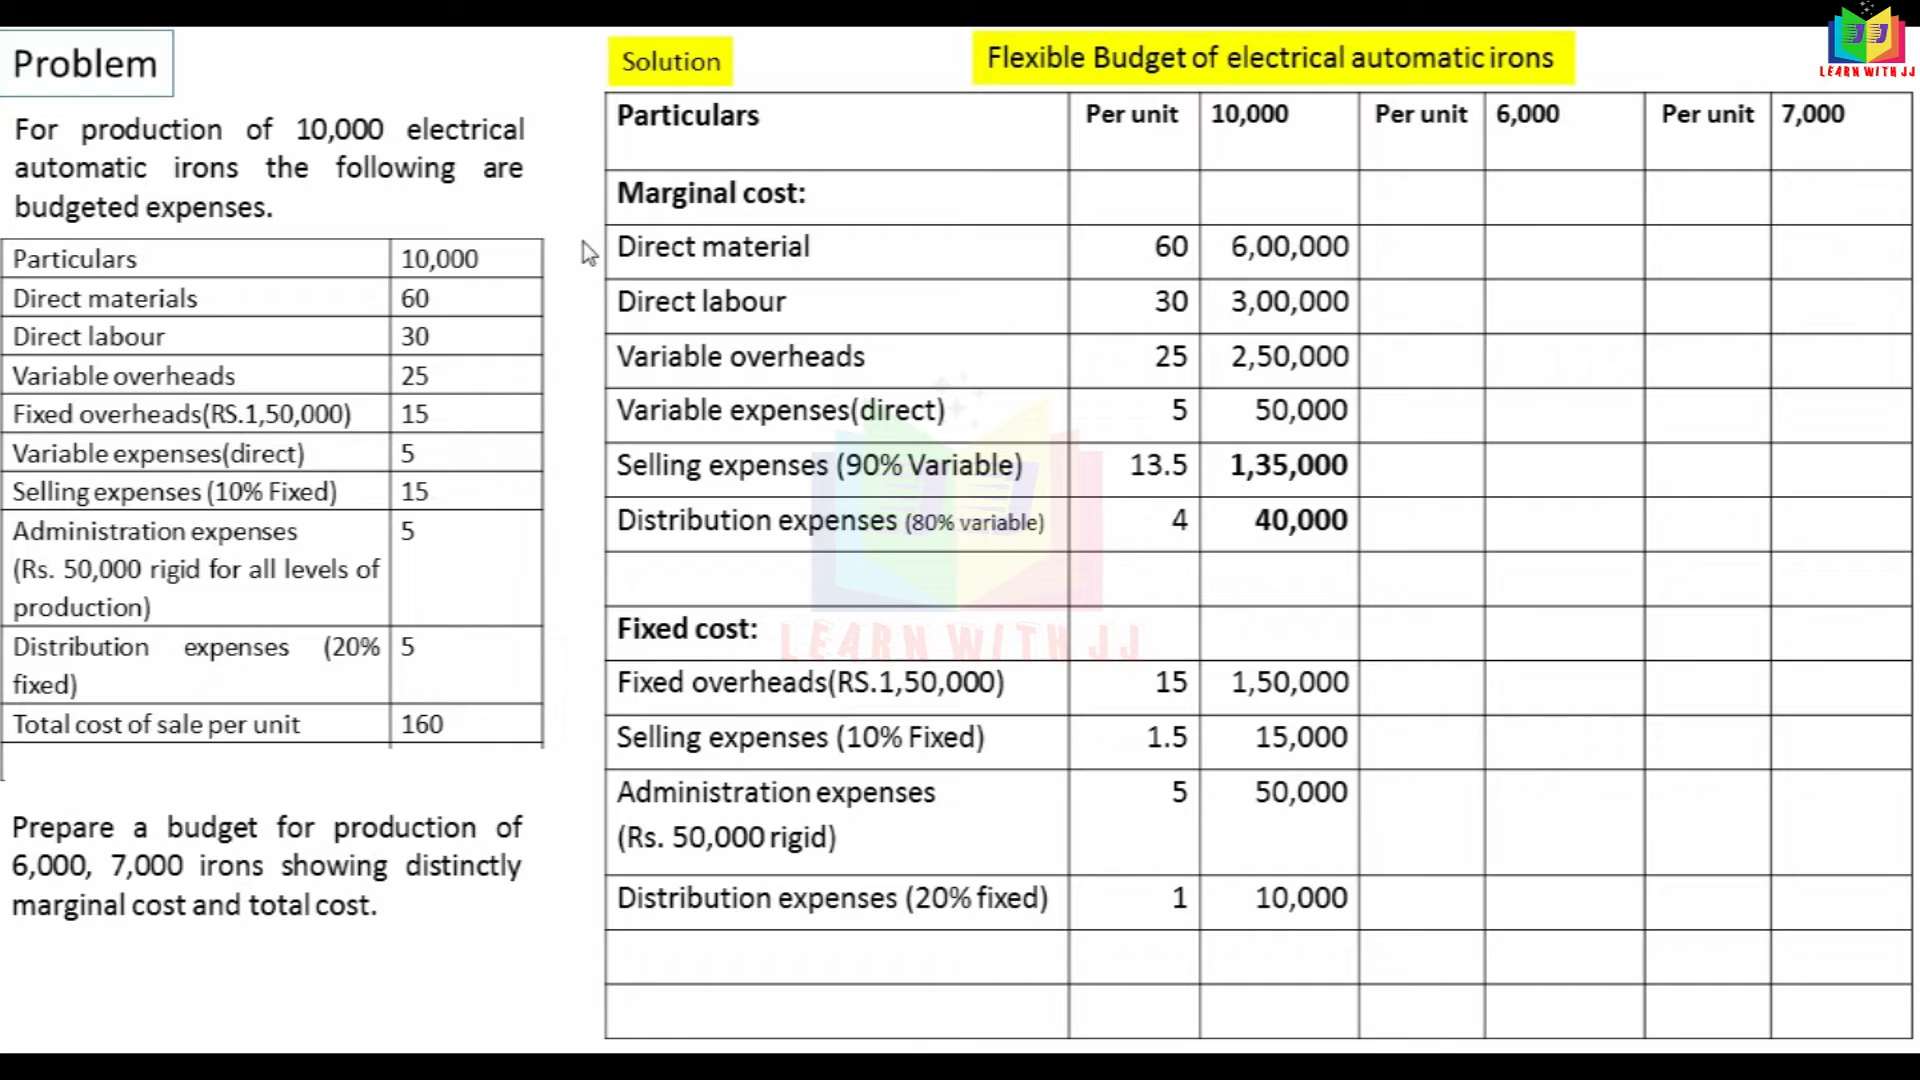 Problem
For production of 10,000 electrical
automatic irons the following are
budgeted expenses.
Particulars 10,000
Direct materials 60
Direct labour 30
Variable overheads 25
Fixed overheads(RS.1,50,000) 15
Variable expenses(direct) 5
Selling expenses (10% Fixed) 15
Administration expenses 5
(Rs. 50,000 rigid for all levels of
production)
Distribution expenses (20% 5
fixed)
Total cost of sale per unit 160
Prepare a budget for production of
6,000, 7,000 irons showing distinctly
marginal cost and total cost.
Solution
Flexible Budget of electrical automatic irons
LEARN WITH JJ
Particulars Per unit 10,000 Per unit 6,000 Per unit 7,000
Marginal cost:
Direct material 60 6,00,000
Direct labour 30 3,00,000
Variable overheads 25 2,50,000
Variable expenses(direct) 5 50,000
Selling expenses (90% Variable) 13.5 1,35,000
Distribution expenses (80% variable) 4 40,000
Fixed cost:
LEARN WITH JJ
Fixed overheads(RS.1,50,000) 15 1,50,000
Selling expenses (10% Fixed) 1.5 15,000
Administration expenses 5 50,000
(Rs. 50,000 rigid)
Distribution expenses (20% fixed) 1 10,000